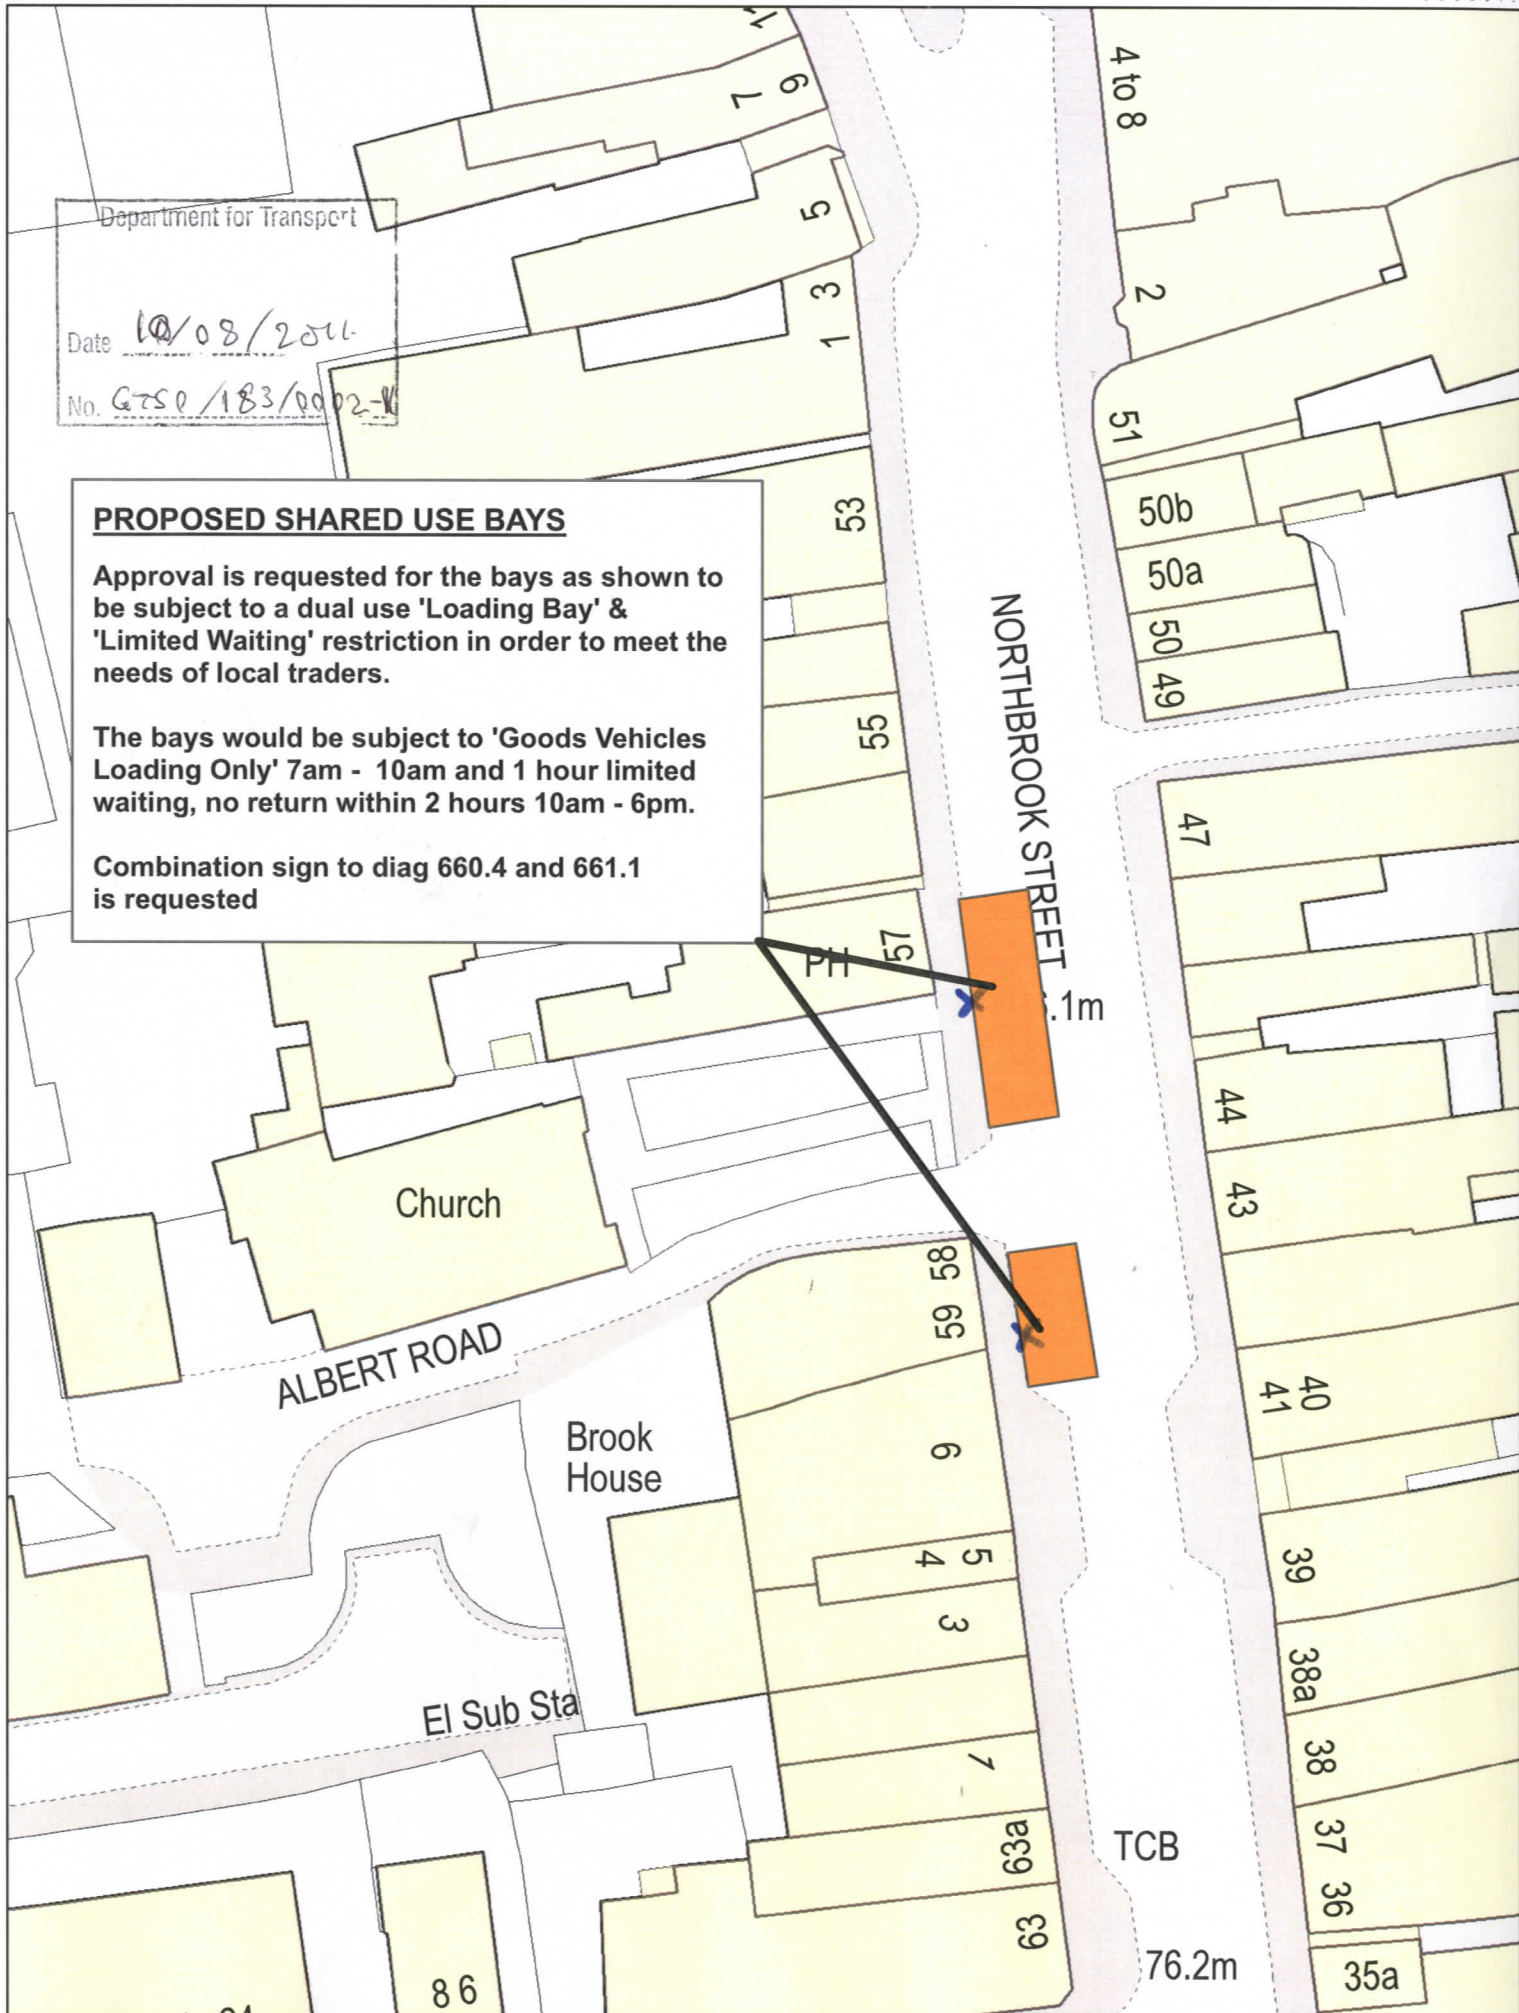 11
9
7
4 to 8
Department for Transport
5
2
3
1
Date 10/08/2011
No. GTSP/183/0002-
51
PROPOSED SHARED USE BAYS
53
50b
Approval is requested for the bays as shown to
be subject to a dual use 'Loading Bay' &
'Limited Waiting' restriction in order to meet the
needs of local traders.
50a
50
49
NORTHBROOK STREET
The bays would be subject to 'Goods Vehicles
Loading Only' 7am - 10am and 1 hour limited
waiting, no return within 2 hours 10am - 6pm.
55
47
Combination sign to diag 660.4 and 661.1
is requested
PH
57
.1m
44
Church
43
58
59
ALBERT ROAD
40
41
Brook
House
6
39
5
4
3
38a
El Sub Sta
38
7
63a
TCB
37
36
63
76.2m
35a
8 6